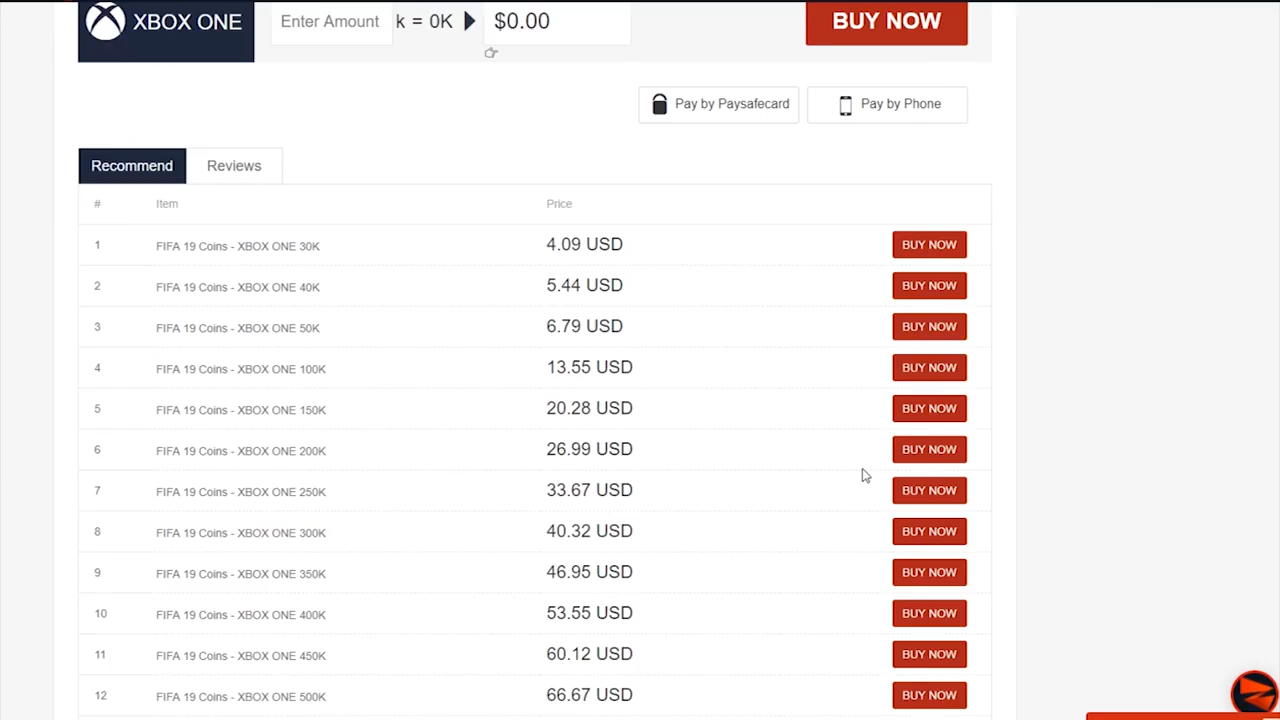 XBOX ONE Enter Amount k = 0K $0.00 BUY NOW
Pay by Paysafecard Pay by Phone
Recommend Reviews
# Item Price
1 FIFA 19 Coins - XBOX ONE 30K 4.09 USD BUY NOW
2 FIFA 19 Coins - XBOX ONE 40K 5.44 USD BUY NOW
3 FIFA 19 Coins - XBOX ONE 50K 6.79 USD BUY NOW
4 FIFA 19 Coins - XBOX ONE 100K 13.55 USD BUY NOW
5 FIFA 19 Coins - XBOX ONE 150K 20.28 USD BUY NOW
6 FIFA 19 Coins - XBOX ONE 200K 26.99 USD BUY NOW
7 FIFA 19 Coins - XBOX ONE 250K 33.67 USD BUY NOW
8 FIFA 19 Coins - XBOX ONE 300K 40.32 USD BUY NOW
9 FIFA 19 Coins - XBOX ONE 350K 46.95 USD BUY NOW
10 FIFA 19 Coins - XBOX ONE 400K 53.55 USD BUY NOW
11 FIFA 19 Coins - XBOX ONE 450K 60.12 USD BUY NOW
12 FIFA 19 Coins - XBOX ONE 500K 66.67 USD BUY NOW